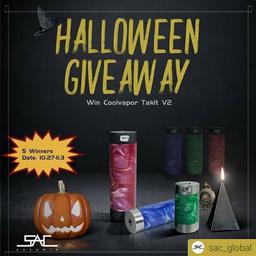 HALLOWEEN
GIVEAWAY
Win Coolvapor Takit V2
5 Winners
Date: 10.27-11.3
SAC
sac_global